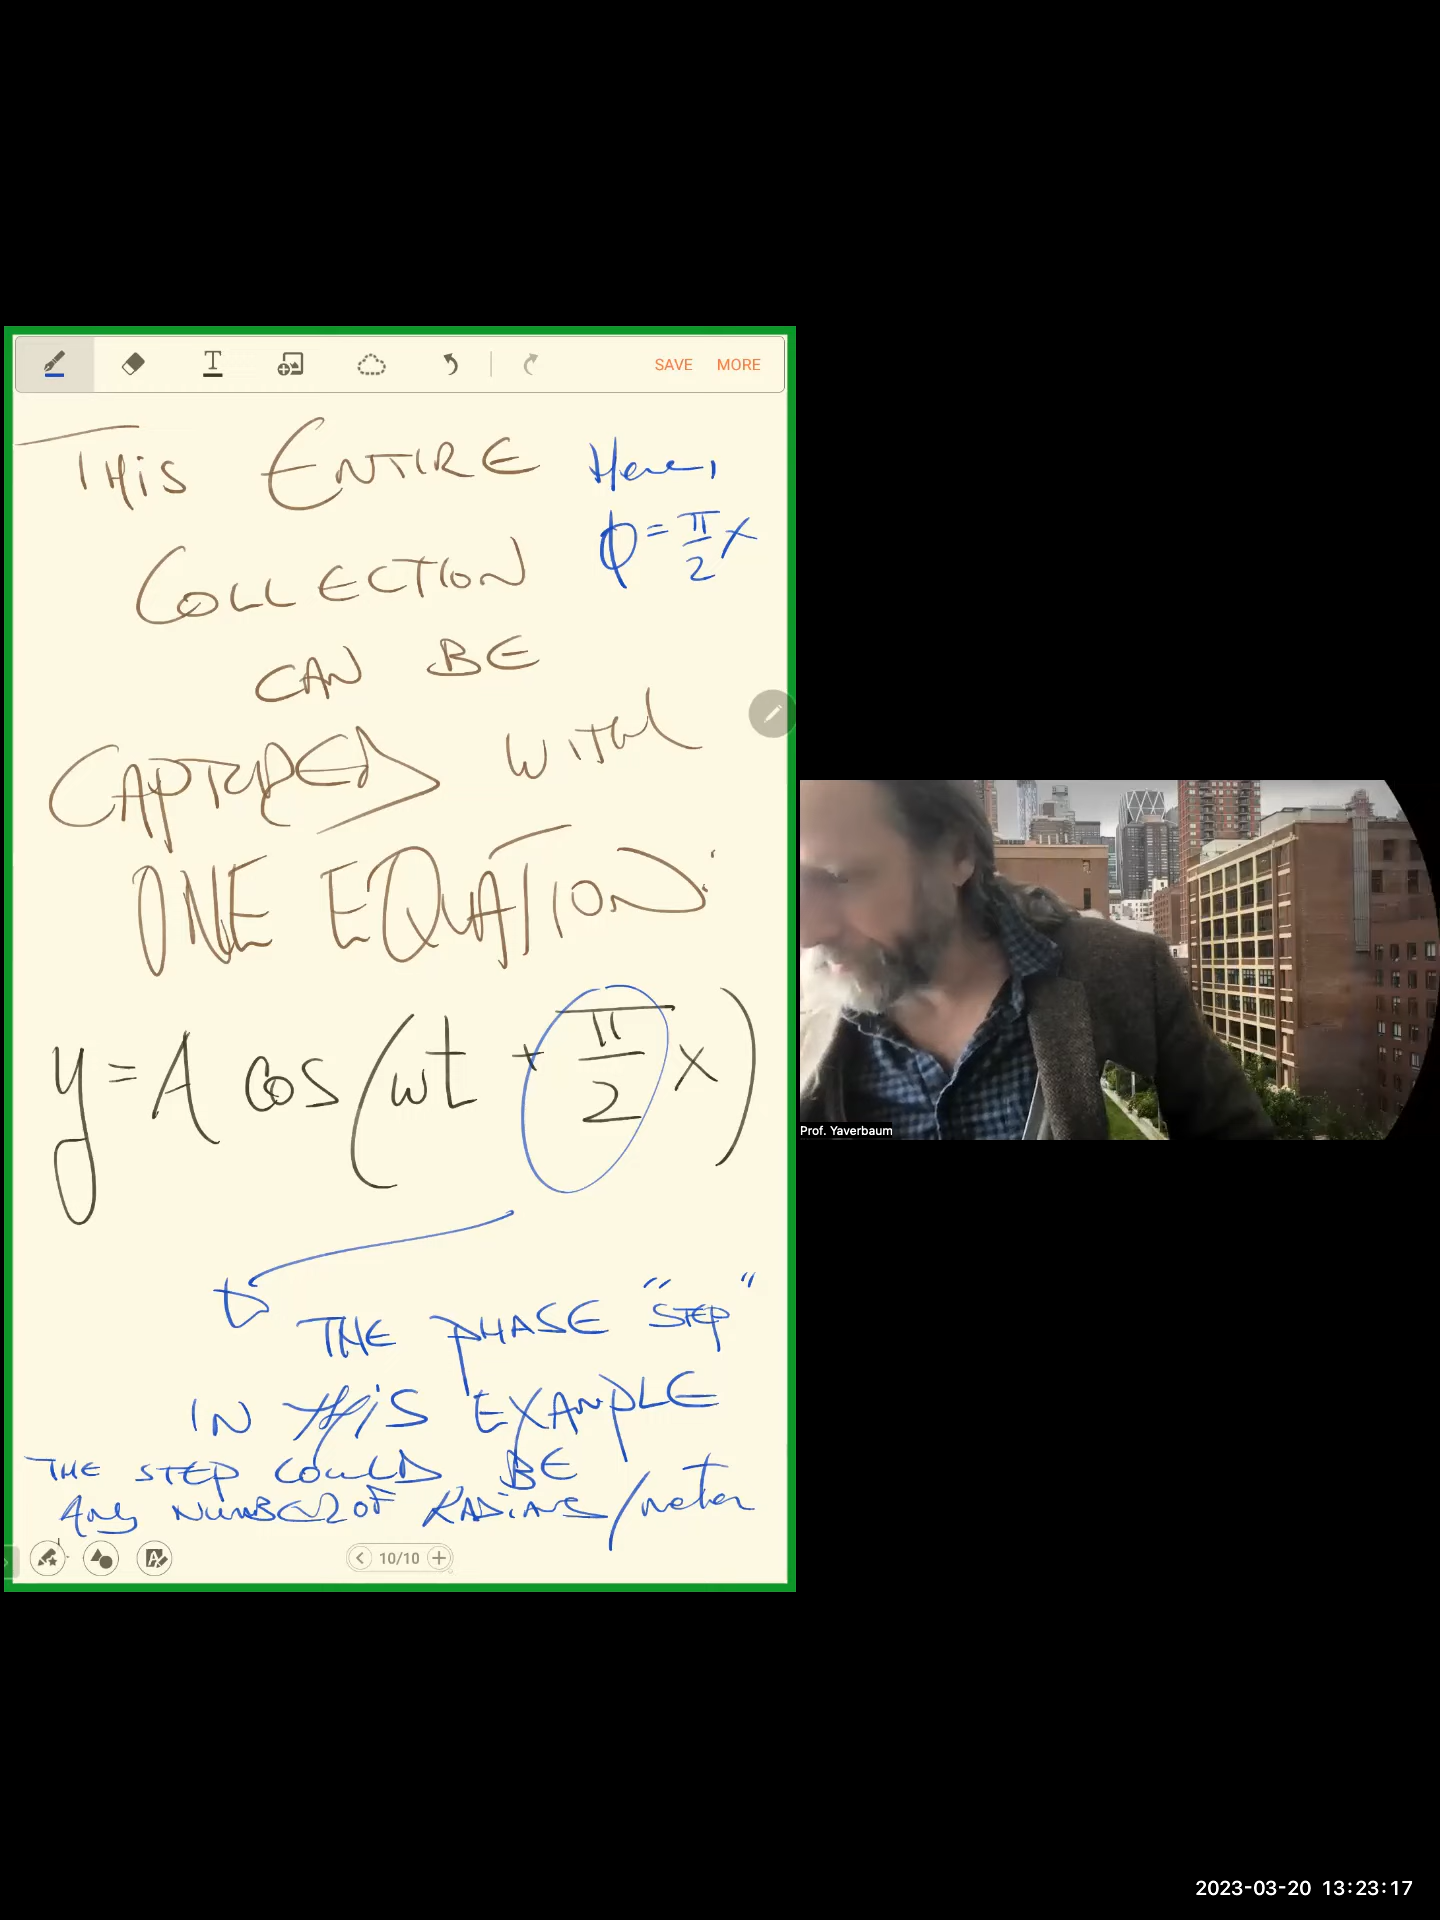 SAVE MORE
THIS ENTIRE
COLLECTION
CAN BE
CAPTURED WITH
ONE EQUATION:
Here,
ϕ = π/2 x
y = A cos(ωt + π/2 x)
THE PHASE "STEP"
IN THIS EXAMPLE
THE STEP COULD BE
ANY NUMBER OF RADIANS/meter
10/10
Prof. Yaverbaum
2023-03-20 13:23:17